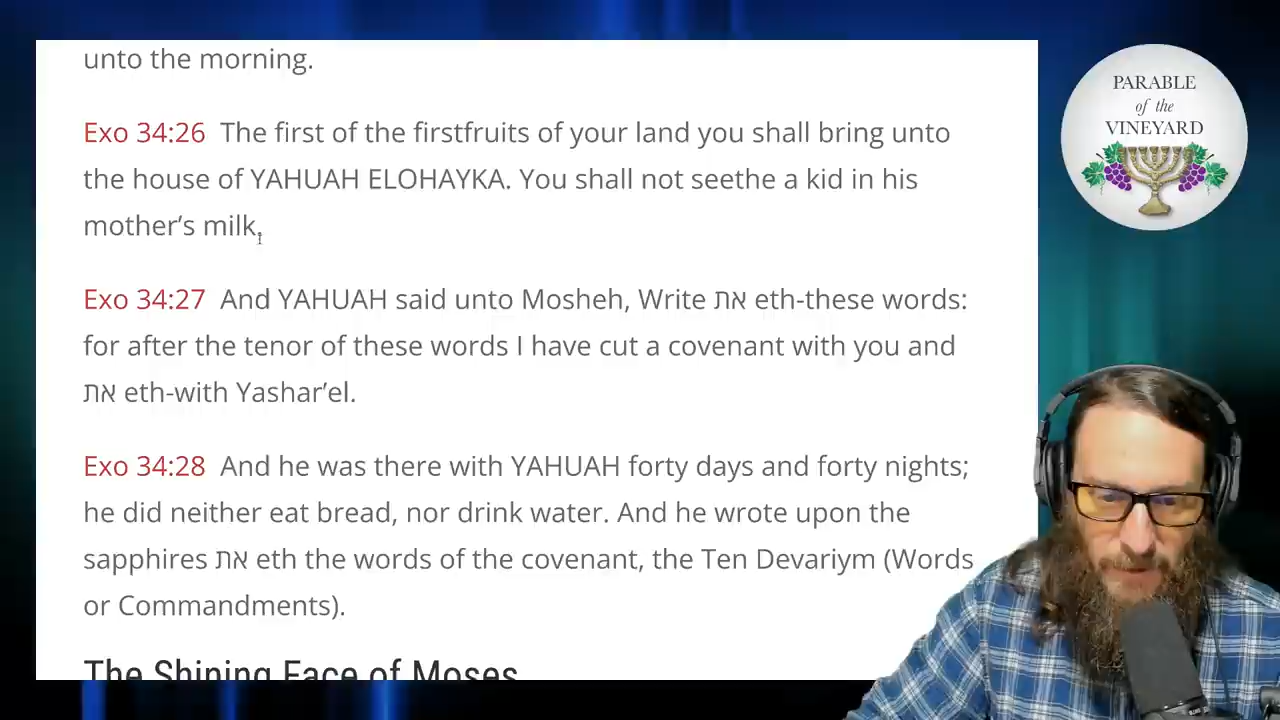 unto the morning.
Exo 34:26 The first of the firstfruits of your land you shall bring unto
the house of YAHUAH ELOHAYKA. You shall not seethe a kid in his
mother's milk.
Exo 34:27 And YAHUAH said unto Mosheh, Write את eth-these words:
for after the tenor of these words I have cut a covenant with you and
את eth-with Yashar'el.
Exo 34:28 And he was there with YAHUAH forty days and forty nights;
he did neither eat bread, nor drink water. And he wrote upon the
sapphires את eth the words of the covenant, the Ten Devariym (Words
or Commandments).
The Shining Face of Moses
PARABLE
of the
VINEYARD